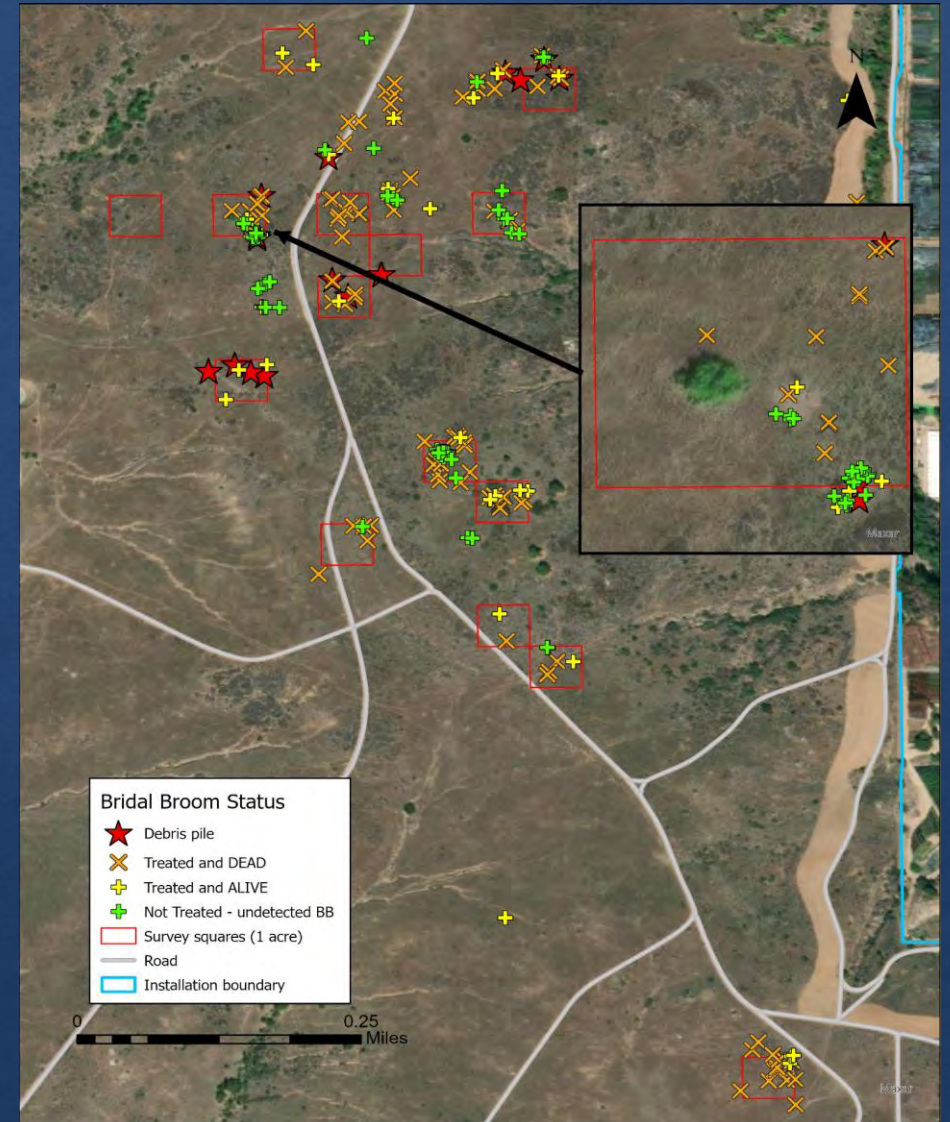 N
Maxar
Bridal Broom Status
Debris pile
Treated and DEAD
Treated and ALIVE
Not Treated - undetected BB
Survey squares (1 acre)
Road
Installation boundary
0 0.25
Miles
Maxar